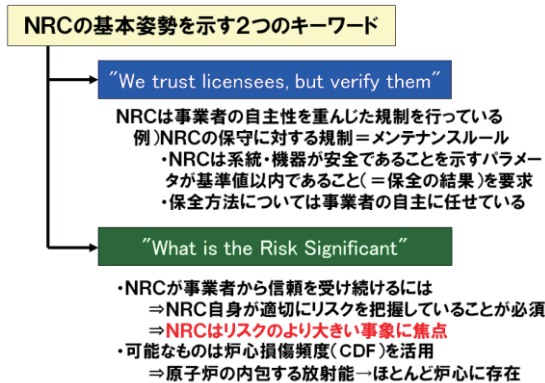 NRCの基本姿勢を示す2つのキーワード
"We trust licensees, but verify them"
NRCは事業者の自主性を重んじた規制を行っている
例)NRCの保守に対する規制＝メンテナンスルール
・NRCは系統・機器が安全であることを示すパラメー
タが基準値以内であること(＝保全の結果)を要求
・保全方法については事業者の自主に任せている
"What is the Risk Significant"
・NRCが事業者から信頼を受け続けるには
⇒NRC自身が適切にリスクを把握していることが必須
⇒NRCはリスクのより大きい事象に焦点
・可能なものは炉心損傷頻度(CDF)を活用
⇒原子炉の内包する放射能→ほとんど炉心に存在